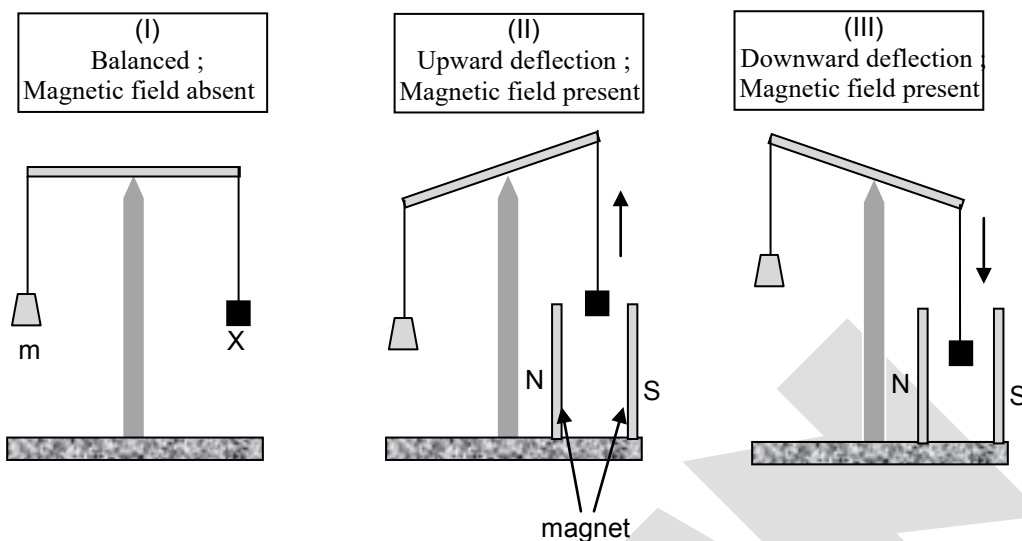 (I)
Balanced ;
Magnetic field absent
(II)
Upward deflection ;
Magnetic field present
(III)
Downward deflection ;
Magnetic field present
m
X
N
S
N
S
magnet